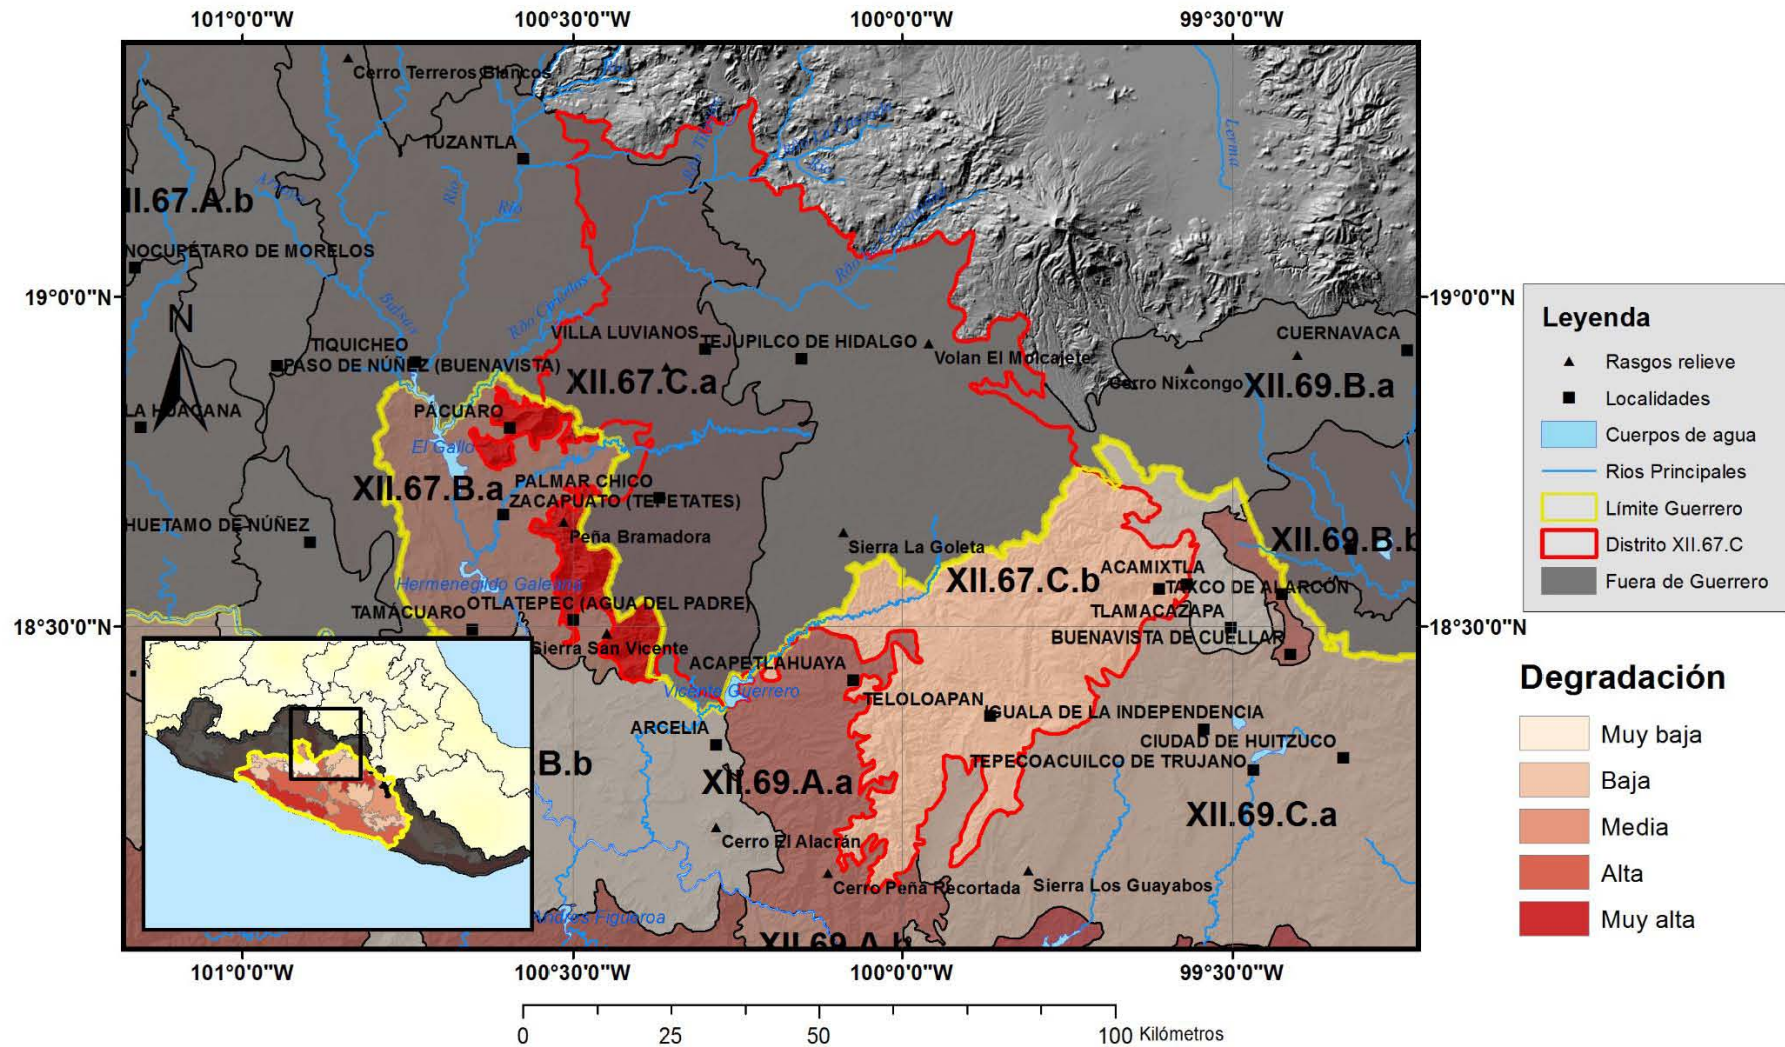 101°0'0"W 100°30'0"W 100°0'0"W 99°30'0"W
Cerro Terreros Blancos
TUZANTLA
Lerma
II.67.A.b
Río
Río
Río
NOCUPÉTARO DE MORELOS
19°0'0"N
19°0'0"N
N
Balsas
VILLA LUVIANOS
TEJUPILCO DE HIDALGO
CUERNAVACA
TIQUICHEO
PASO DE NÚÑEZ (BUENAVISTA)
Volan El Molcajete
Cerro Nixcongo
XII.67.C.a
XII.69.B.a
LA HUACANA
PÁCUARO
El Gallo
XII.67.B.a
PALMAR CHICO
ZACAPUATO (TEPETATES)
HUETAMO DE NÚÑEZ
Peña Bramadora
Sierra La Goleta
XII.69.B.b
XII.67.C.b
ACAMIXTLA
TAXCO DE ALARCÓN
Hermenegildo Galeana
TAMÁCUARO
OTLATEPEC (AGUA DEL PADRE)
TLAMACAZAPA
BUENAVISTA DE CUELLAR
18°30'0"N
18°30'0"N
Sierra San Vicente
ACAPETLAHUAYA
Vicente Guerrero
TELOLOAPAN
IGUALA DE LA INDEPENDENCIA
ARCELIA
CIUDAD DE HUITZUCO
TEPECOACUILCO DE TRUJANO
.B.b
XII.69.A.a
XII.69.C.a
Cerro El Alacrán
Cerro Peña Recortada
Sierra Los Guayabos
Andres Figueroa
XII.69.A.b
101°0'0"W 100°30'0"W 100°0'0"W 99°30'0"W
0 25 50 100 Kilómetros
Leyenda
Rasgos relieve
Localidades
Cuerpos de agua
Rios Principales
Límite Guerrero
Distrito XII.67.C
Fuera de Guerrero
Degradación
Muy baja
Baja
Media
Alta
Muy alta